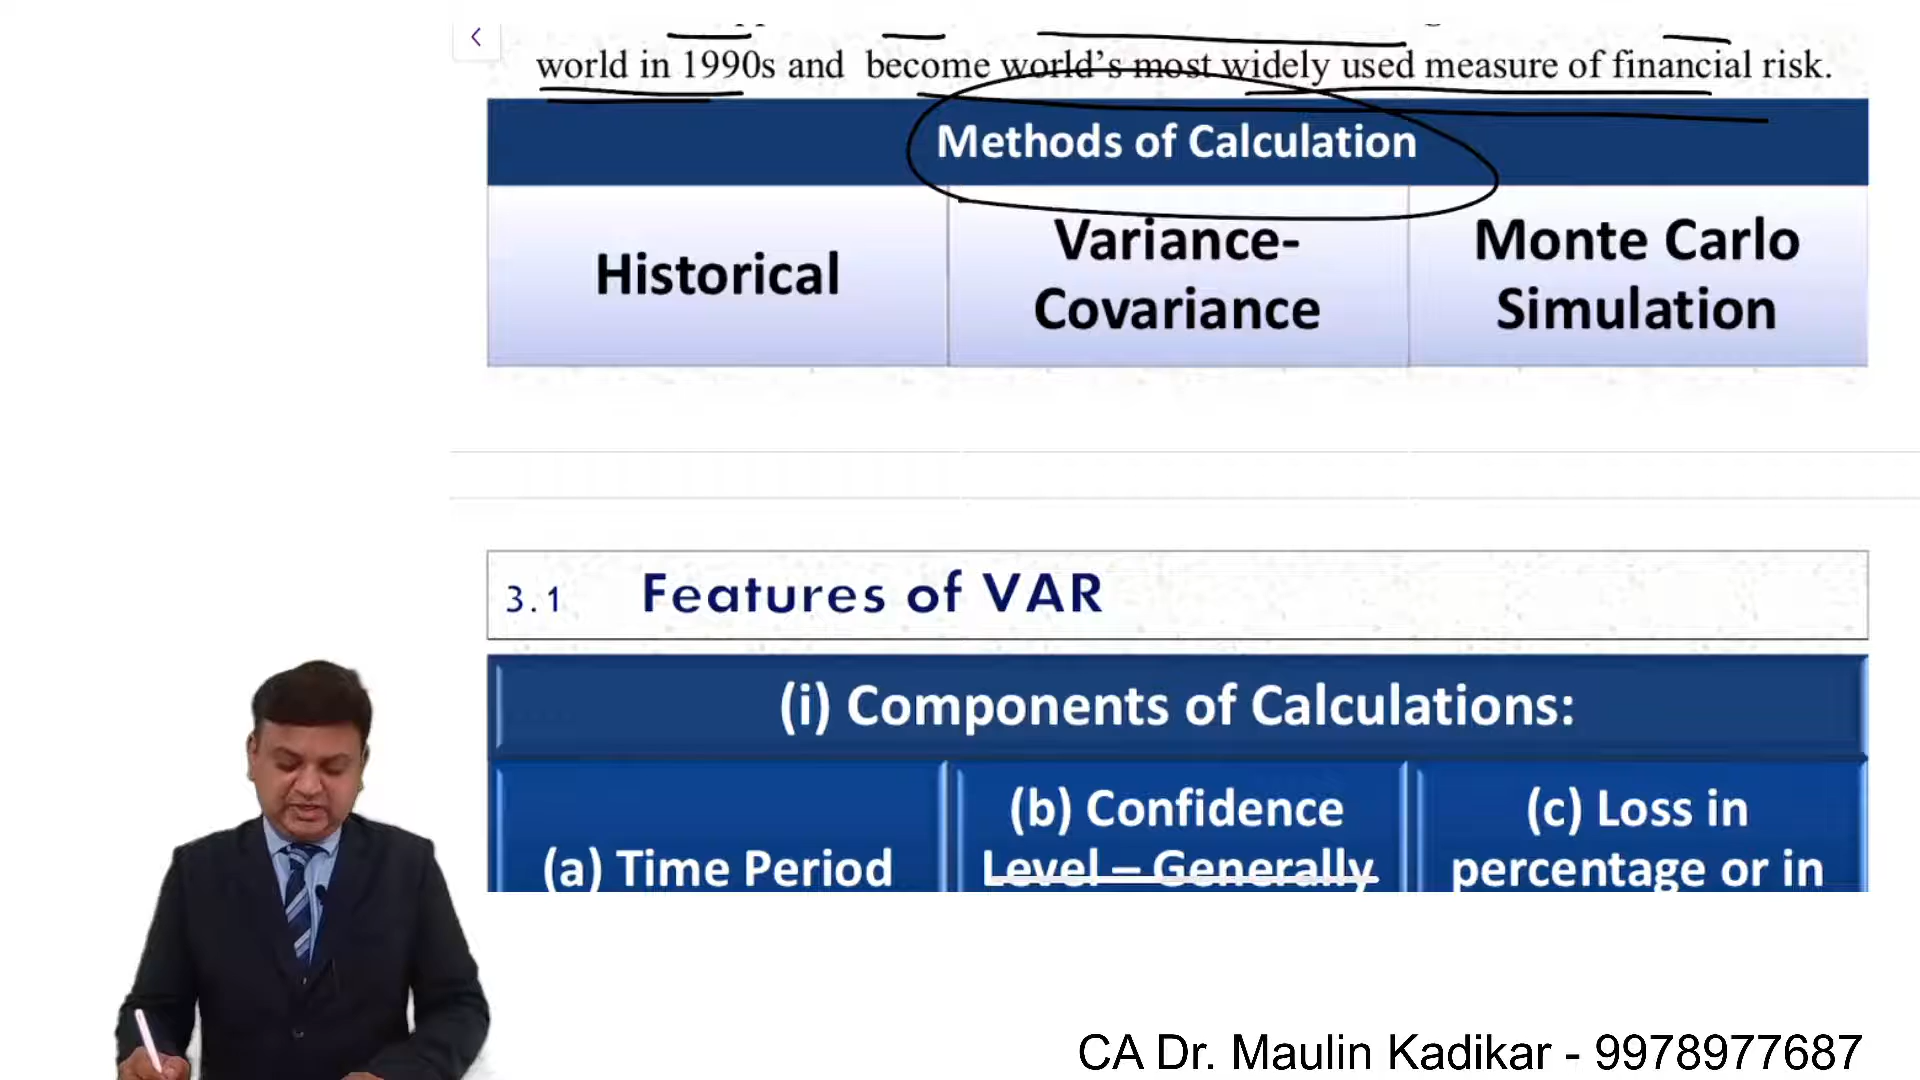 world in 1990s and become world's most widely used measure of financial risk.
Methods of Calculation
Historical
Variance-
Covariance
Monte Carlo
Simulation
3.1 Features of VAR
(i) Components of Calculations:
(a) Time Period
(b) Confidence
Level – Generally
(c) Loss in
percentage or in
CA Dr. Maulin Kadikar - 9978977687